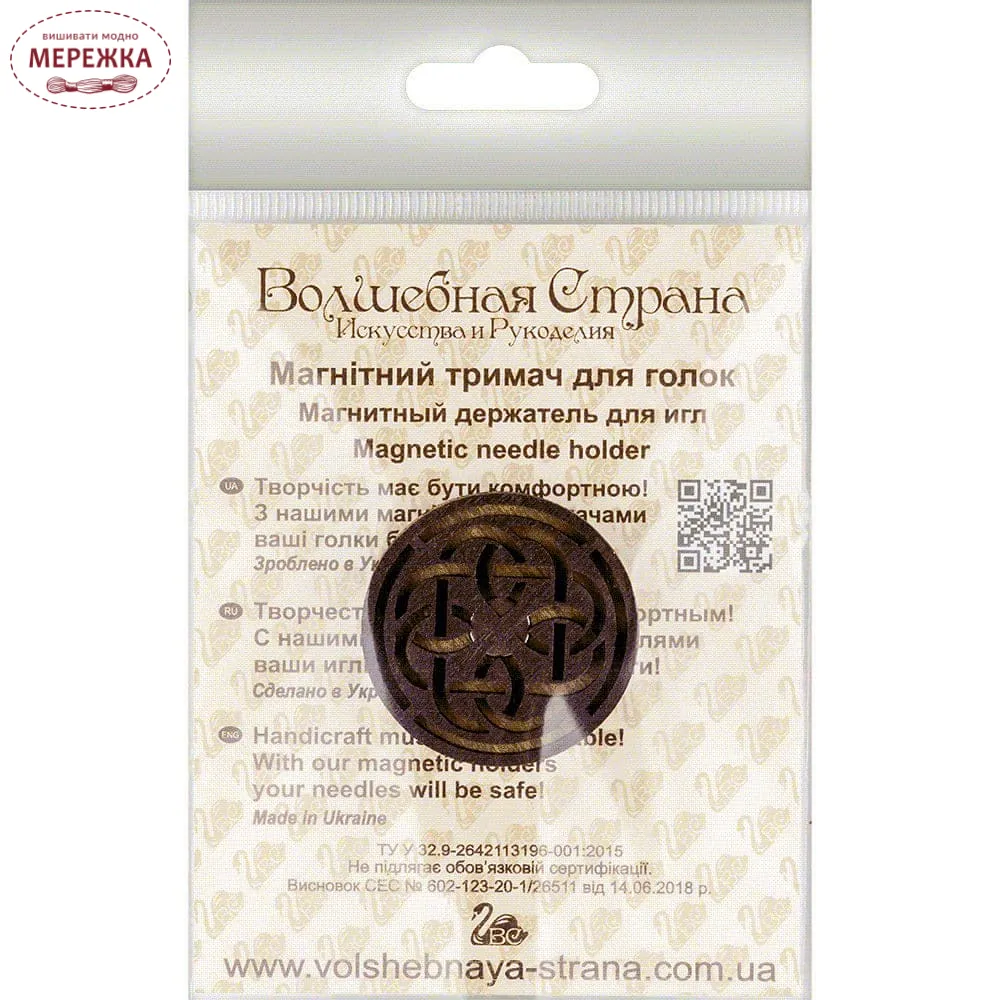 вишивати модно
МЕРЕЖКА
Волшебная Страна
Искусства и Рукоделия
Магнітний тримач для голок
Магнитный держатель для игл
Magnetic needle holder
UA Творчість має бути комфортною!
З нашими
ваші голки
Зроблено в
RU
С нашими
ваши
Сделано в
ENG Handicraft
With our magnetic holders
your needles will be safe!
Made in Ukraine
ТУ У 32.9-2642113196-001:2015
Не підлягає обов'язковій сертифікації.
Висновок СЕС № 602-123-20-1/26511 від 14.06.2018 р.
ВС
www.volshebnaya-strana.com.ua